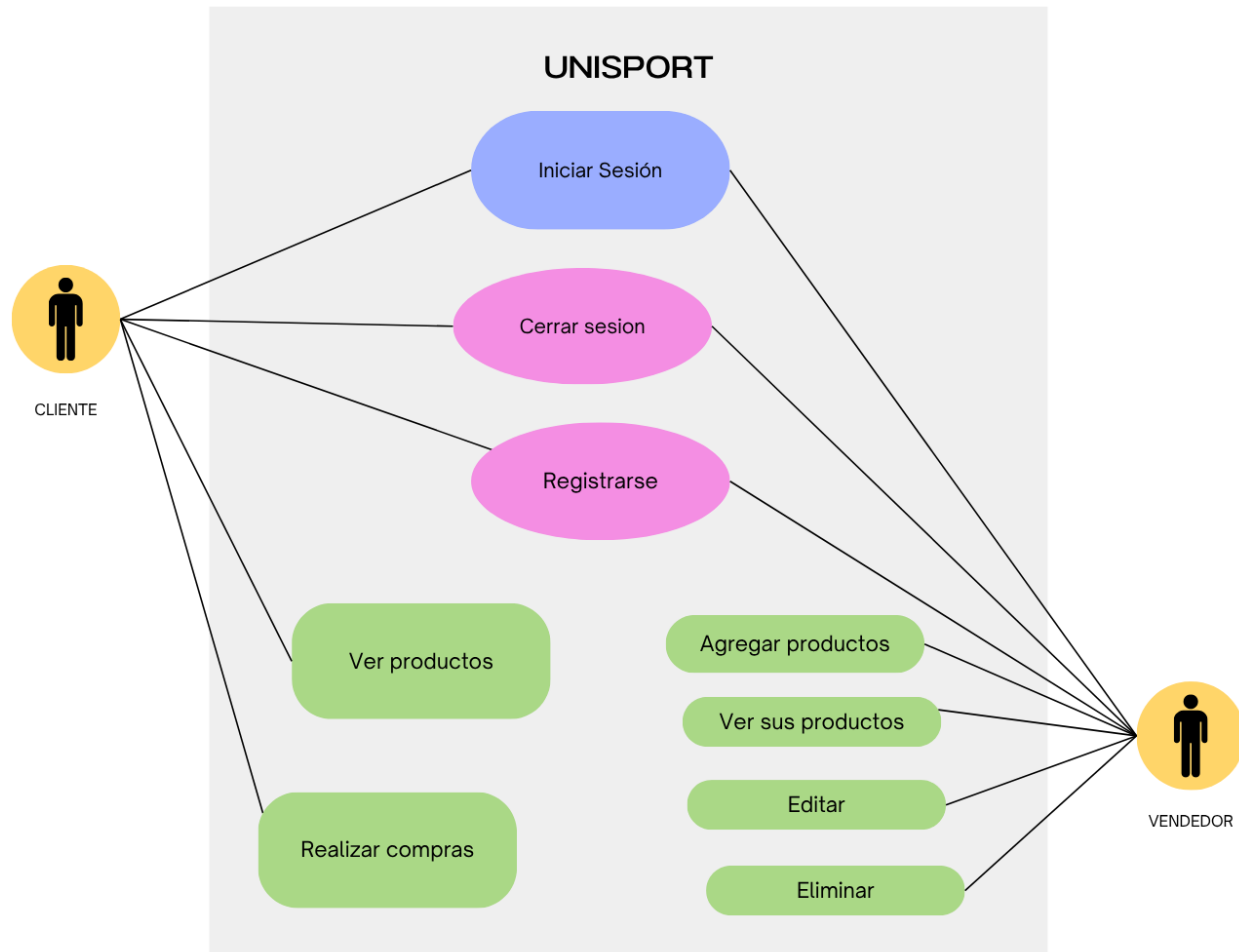 UNISPORT
Iniciar Sesión
Cerrar sesion
CLIENTE
Registrarse
Ver productos
Agregar productos
Ver sus productos
Editar
VENDEDOR
Realizar compras
Eliminar